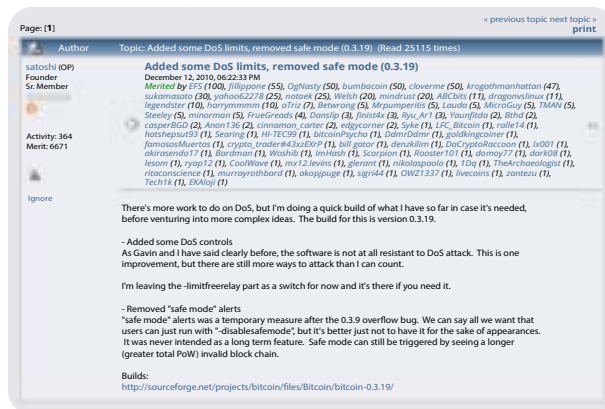 « previous topic next topic »
Page: [1]
print
Author Topic: Added some DoS limits, removed safe mode (0.3.19) (Read 25115 times)
satoshi (OP)
Founder
Sr. Member
Activity: 364
Merit: 6671
Ignore
Added some DoS limits, removed safe mode (0.3.19)
December 12, 2010, 06:22:33 PM
Merited by EFS (100), fillippone (55), OgNasty (50), bumbacoin (50), cloverme (50), krogothmanhattan (47),
sukamasoto (30), yahoo62278 (25), notaek (25), Welsh (20), mindrust (20), ABCbits (11), dragonvslinux (11),
legendster (10), harrymmmm (10), aTriz (7), Betwrong (5), Mrpumperitis (5), Lauda (5), MicroGuy (5), TMAN (5),
Steeley (5), minorman (5), FrueGreads (4), Danslip (3), finist4x (3), Ryu_Ar1 (3), Yaunfitda (2), Bthd (2),
casperBGD (2), Anon136 (2), cinnamon_carter (2), edgycorner (2), Syke (1), LFC_Bitcoin (1), ralle14 (1),
hatshepsut93 (1), Searing (1), HI-TEC99 (1), bitcoinPsycho (1), DdmrDdmr (1), goldkingcoiner (1),
famososMuertos (1), crypto_trader#43xzEXrP (1), bill gator (1), denzkilim (1), DaCryptoRaccoon (1), lx001 (1),
akirasendo17 (1), Bardman (1), Woshib (1), ImHash (1), Scorpion (1), Rooster101 (1), domoy77 (1), dark08 (1),
lesom (1), ryap12 (1), CoolWave (1), mx12.levins (1), glerant (1), nikolaspaolo (1), 1Dq (1), TheArchaeologist (1),
ritaconscience (1), murrayrothbard (1), akopjpuge (1), sigri44 (1), OWZ1337 (1), livecoins (1), zantezu (1),
Tech1k (1), EKAloji (1)
There's more work to do on DoS, but I'm doing a quick build of what I have so far in case it's needed,
before venturing into more complex ideas. The build for this is version 0.3.19.
- Added some DoS controls
As Gavin and I have said clearly before, the software is not at all resistant to DoS attack. This is one
improvement, but there are still more ways to attack than I can count.
I'm leaving the -limitfreerelay part as a switch for now and it's there if you need it.
- Removed "safe mode" alerts
"safe mode" alerts was a temporary measure after the 0.3.9 overflow bug. We can say all we want that
users can just run with "-disablesafemode", but it's better just not to have it for the sake of appearances.
It was never intended as a long term feature. Safe mode can still be triggered by seeing a longer
(greater total PoW) invalid block chain.
Builds:
http://sourceforge.net/projects/bitcoin/files/Bitcoin/bitcoin-0.3.19/